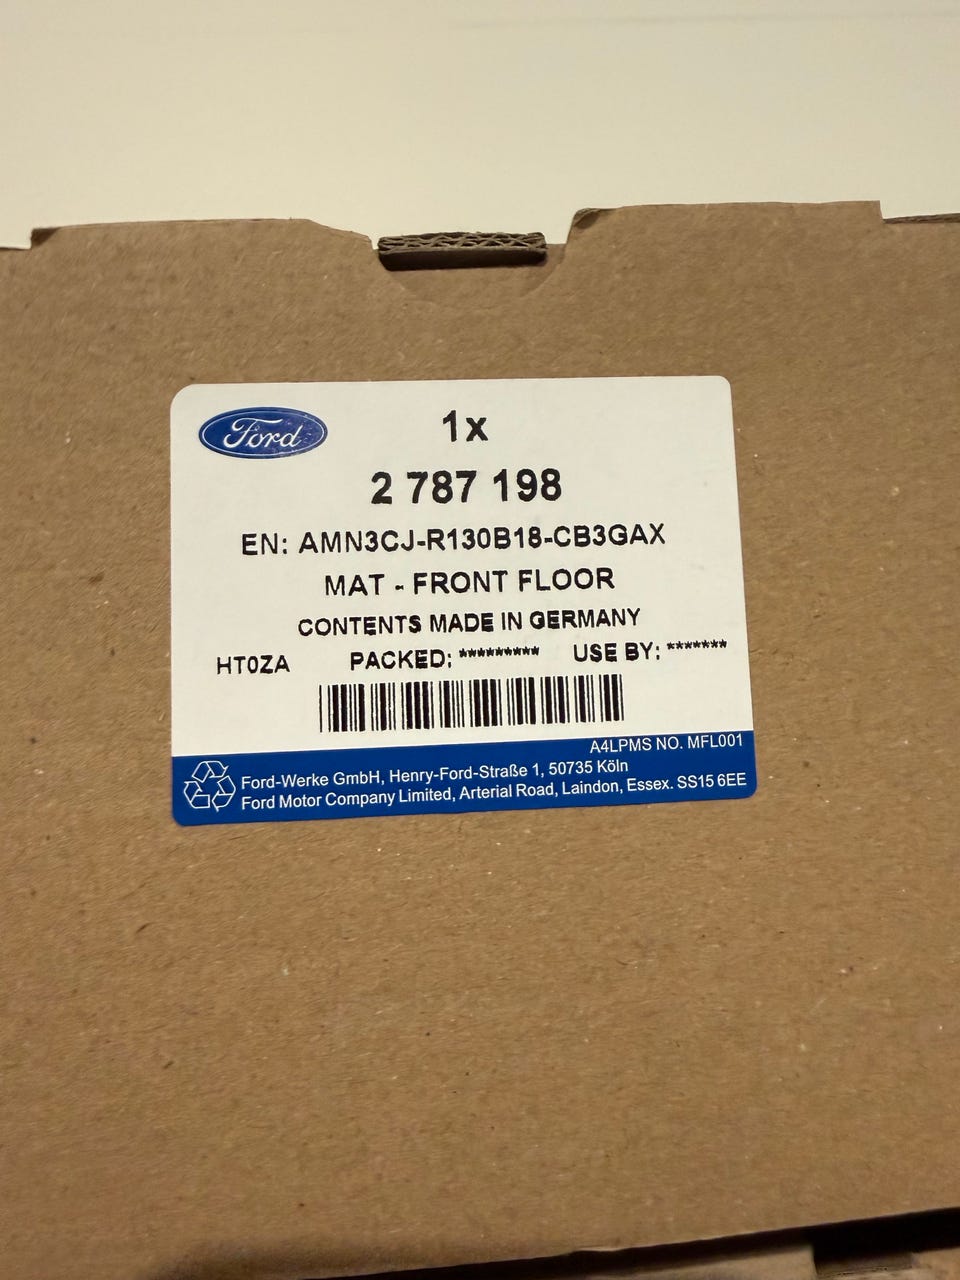 Ford
1x
2 787 198
EN: AMN3CJ-R130B18-CB3GAX
MAT - FRONT FLOOR
CONTENTS MADE IN GERMANY
HT0ZA PACKED: ********* USE BY: *******
A4LPMS NO. MFL001
Ford-Werke GmbH, Henry-Ford-Straße 1, 50735 Köln
Ford Motor Company Limited, Arterial Road, Laindon, Essex. SS15 6EE